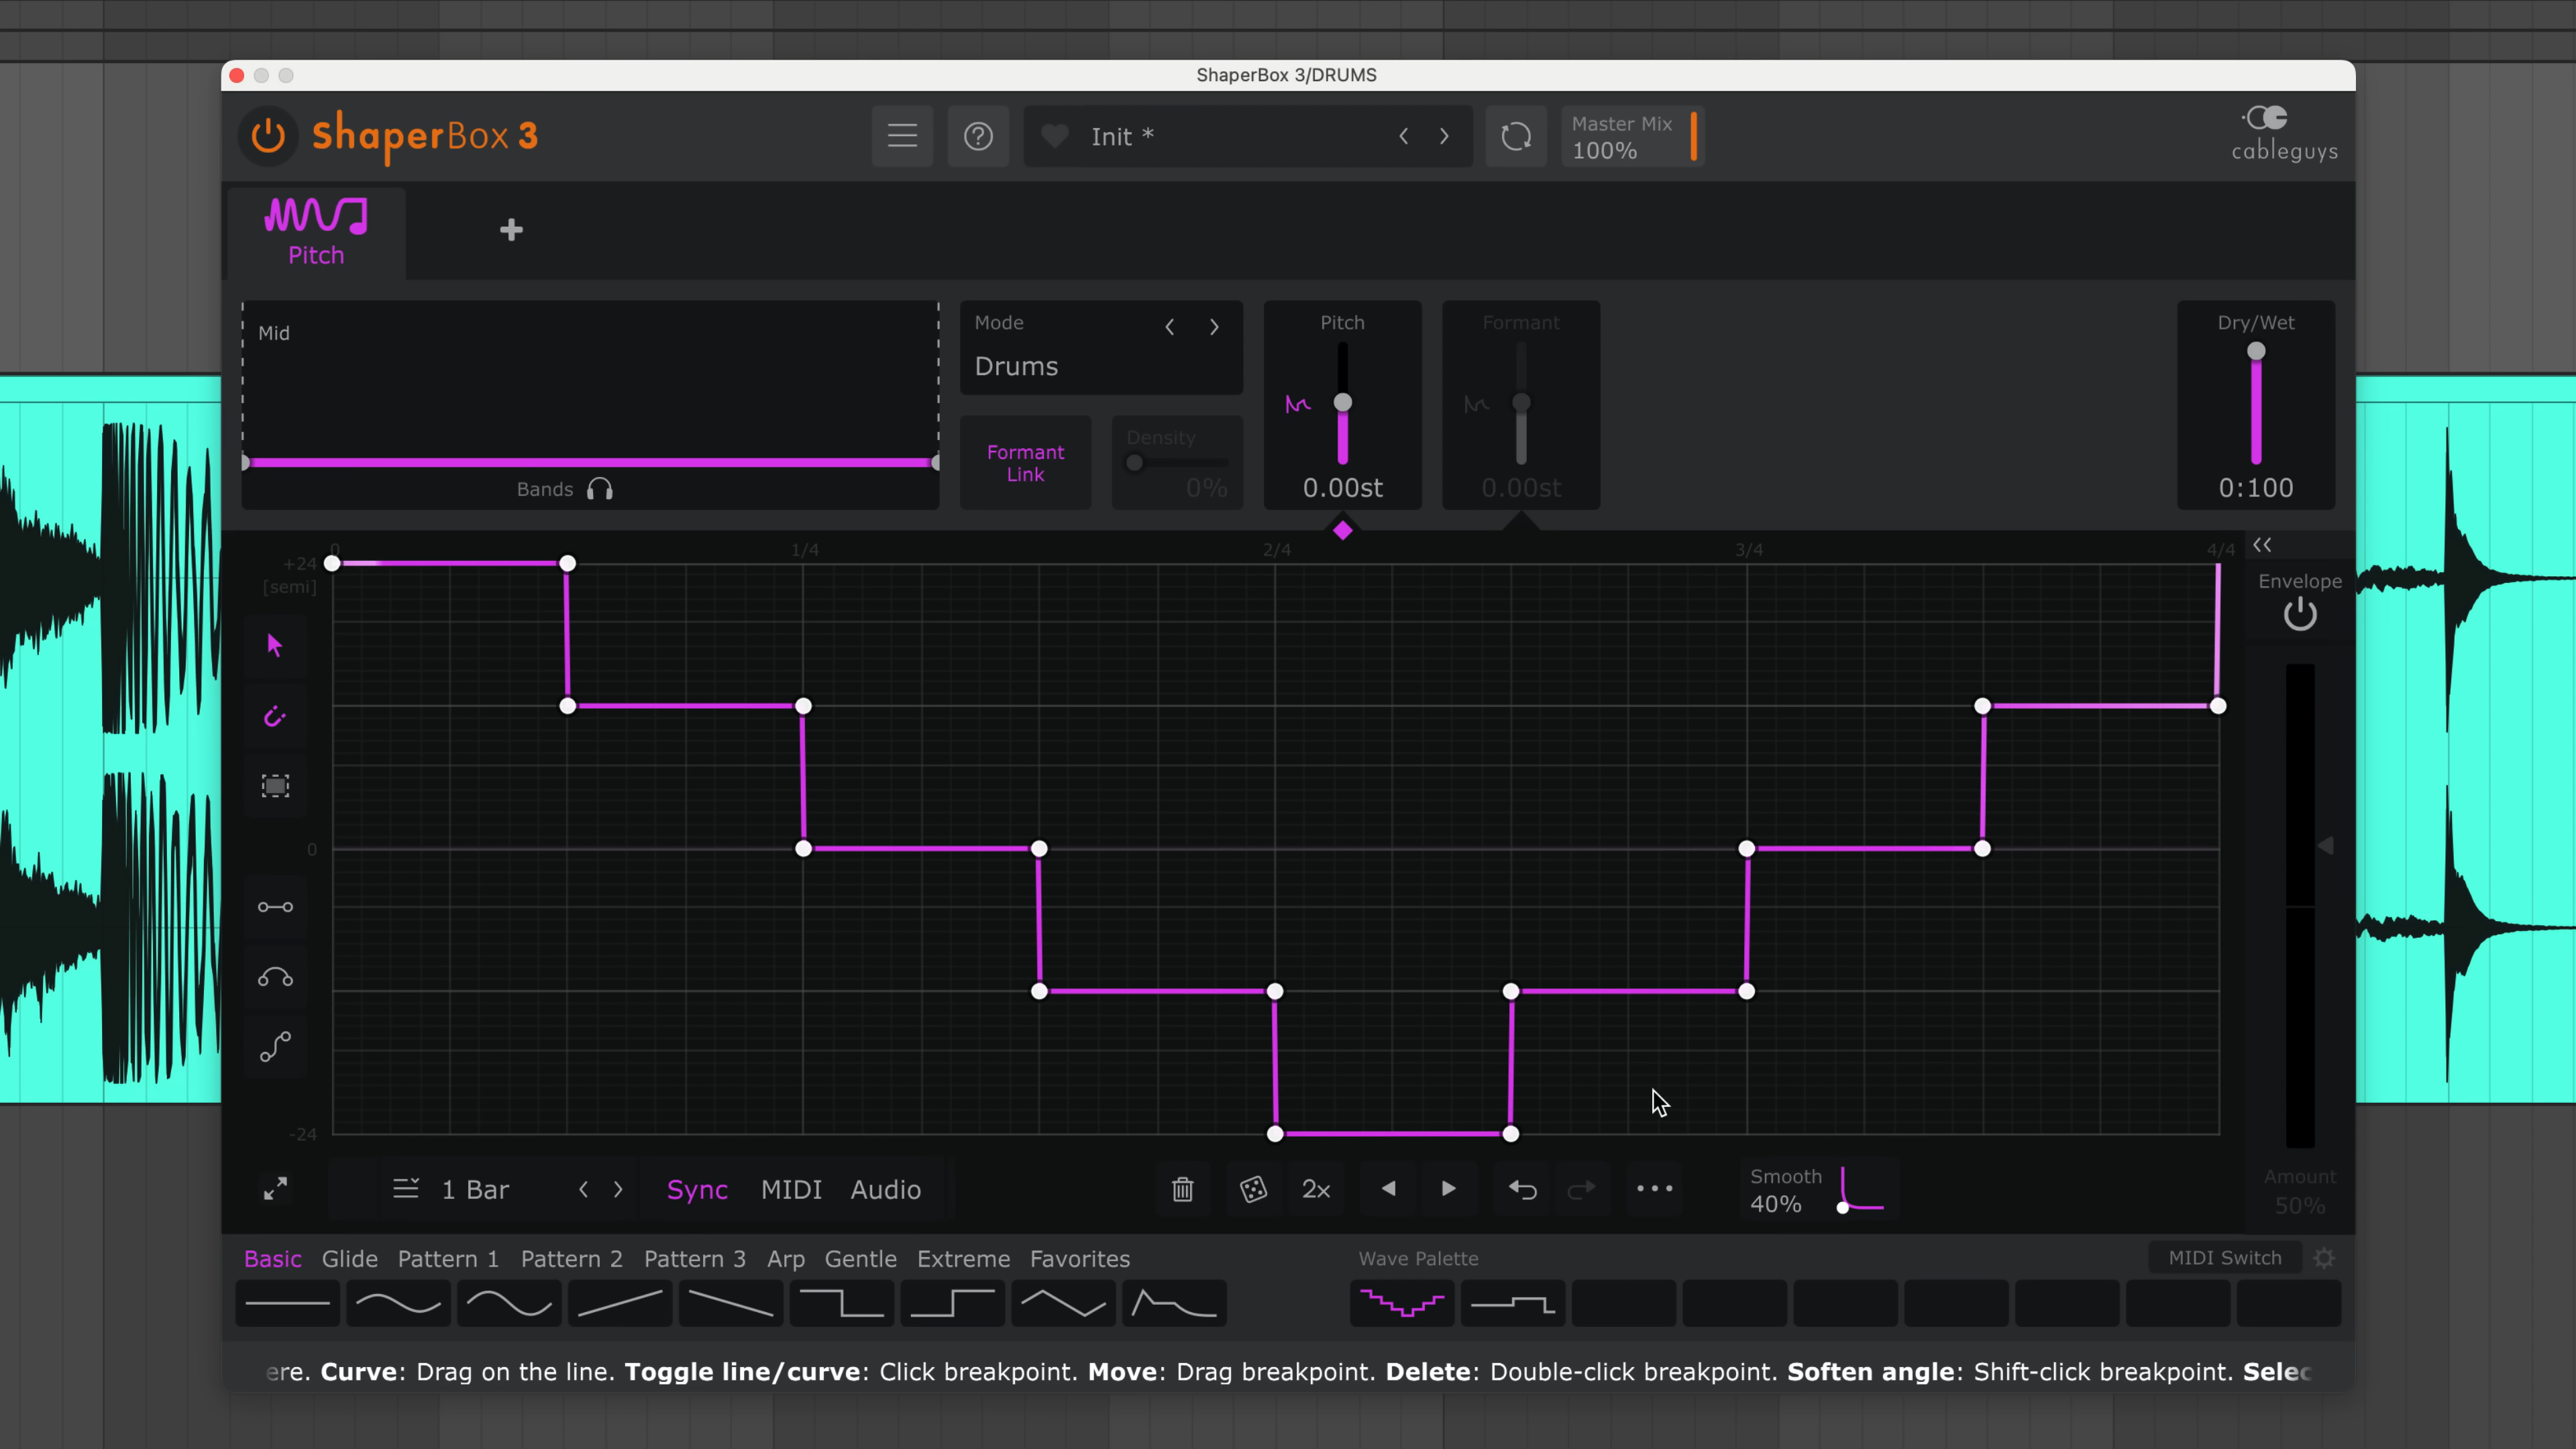 ShaperBox 3/DRUMS
ShaperBox 3
Init *
Master Mix
100%
cableguys
Pitch
Mid
Bands
Mode
Drums
Formant
Link
Density
0%
Pitch
0.00st
Formant
0.00st
Dry/Wet
0:100
0 1/4 2/4 3/4 4/4
+24
[semi]
0
-24
Envelope
Amount
50%
1 Bar
Sync MIDI Audio
2x
Smooth
40%
Basic Glide Pattern 1 Pattern 2 Pattern 3 Arp Gentle Extreme Favorites
Wave Palette
MIDI Switch
ere. Curve: Drag on the line. Toggle line/curve: Click breakpoint. Move: Drag breakpoint. Delete: Double-click breakpoint. Soften angle: Shift-click breakpoint. Selec